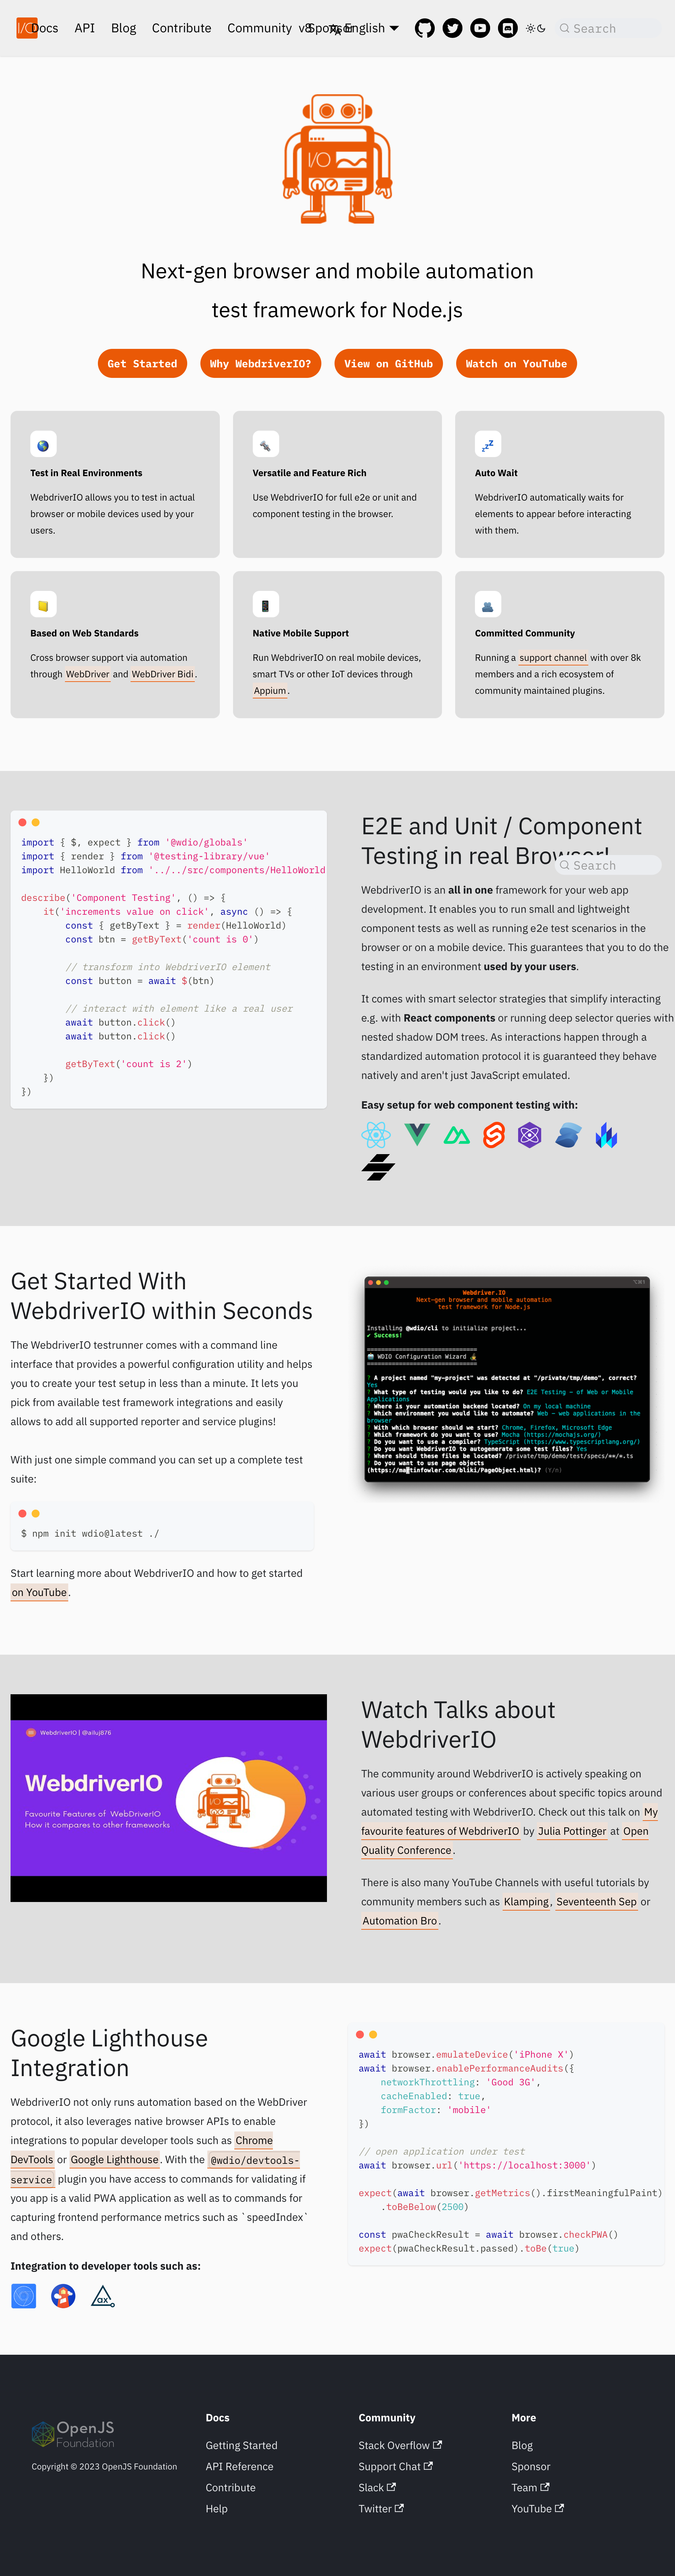 I/O Docs API Blog Contribute Community v8 Sponsor English Search
I/O
Next-gen browser and mobile automation
test framework for Node.js
Get Started Why WebdriverIO? View on GitHub Watch on YouTube
Test in Real Environments
WebdriverIO allows you to test in actual
browser or mobile devices used by your
users.
Versatile and Feature Rich
Use WebdriverIO for full e2e or unit and
component testing in the browser.
Auto Wait
WebdriverIO automatically waits for
elements to appear before interacting
with them.
Based on Web Standards
Cross browser support via automation
through WebDriver and WebDriver Bidi.
Native Mobile Support
Run WebdriverIO on real mobile devices,
smart TVs or other IoT devices through
Appium.
Committed Community
Running a support channel with over 8k
members and a rich ecosystem of
community maintained plugins.
import { $, expect } from '@wdio/globals'
import { render } from '@testing-library/vue'
import HelloWorld from '../../src/components/HelloWorld
describe('Component Testing', () => {
it('increments value on click', async () => {
const { getByText } = render(HelloWorld)
const btn = getByText('count is 0')
// transform into WebdriverIO element
const button = await $(btn)
// interact with element like a real user
await button.click()
await button.click()
getByText('count is 2')
})
})
E2E and Unit / Component
Testing in real Browser!
Search
WebdriverIO is an all in one framework for your web app
development. It enables you to run small and lightweight
component tests as well as running e2e test scenarios in the
browser or on a mobile device. This guarantees that you to do the
testing in an environment used by your users.
It comes with smart selector strategies that simplify interacting
e.g. with React components or running deep selector queries with
nested shadow DOM trees. As interactions happen through a
standardized automation protocol it is guaranteed they behave
natively and aren't just JavaScript emulated.
Easy setup for web component testing with:
Get Started With
WebdriverIO within Seconds
The WebdriverIO testrunner comes with a command line
interface that provides a powerful configuration utility and helps
you to create your test setup in less than a minute. It lets you
pick from available test framework integrations and easily
allows to add all supported reporter and service plugins!
With just one simple command you can set up a complete test
suite:
$ npm init wdio@latest ./
Start learning more about WebdriverIO and how to get started
on YouTube.
Webdriver.IO
Next-gen browser and mobile automation
test framework for Node.js
Installing @wdio/cli to initialize project...
✔ Success!
===============================
🤖 WDIO Configuration Wizard 🧙
===============================
? A project named "my-project" was detected at "/private/tmp/demo", correct?
Yes
? What type of testing would you like to do? E2E Testing - of Web or Mobile
Applications
? Where is your automation backend located? On my local machine
? Which environment you would like to automate? Web - web applications in the
browser
? With which browser should we start? Chrome, Firefox, Microsoft Edge
? Which framework do you want to use? Mocha (https://mochajs.org/)
? Do you want to use a compiler? TypeScript (https://www.typescriptlang.org/)
? Do you want WebdriverIO to autogenerate some test files? Yes
? Where should these files be located? /private/tmp/demo/test/specs/**/*.ts
? Do you want to use page objects
(https://martinfowler.com/bliki/PageObject.html)? (Y/n)
WebdriverIO | @ailuj876
WebdriverIO
Favourite Features of WebdriverIO
How it compares to other frameworks
I/O
Watch Talks about
WebdriverIO
The community around WebdriverIO is actively speaking on
various user groups or conferences about specific topics around
automated testing with WebdriverIO. Check out this talk on My
favourite features of WebdriverIO by Julia Pottinger at Open
Quality Conference.
There is also many YouTube Channels with useful tutorials by
community members such as Klamping, Seventeenth Sep or
Automation Bro.
Google Lighthouse
Integration
WebdriverIO not only runs automation based on the WebDriver
protocol, it also leverages native browser APIs to enable
integrations to popular developer tools such as Chrome
DevTools or Google Lighthouse. With the @wdio/devtools-
service plugin you have access to commands for validating if
you app is a valid PWA application as well as to commands for
capturing frontend performance metrics such as `speedIndex`
and others.
Integration to developer tools such as:
ax
await browser.emulateDevice('iPhone X')
await browser.enablePerformanceAudits({
networkThrottling: 'Good 3G',
cacheEnabled: true,
formFactor: 'mobile'
})
// open application under test
await browser.url('https://localhost:3000')
expect(await browser.getMetrics().firstMeaningfulPaint)
.toBeBelow(2500)
const pwaCheckResult = await browser.checkPWA()
expect(pwaCheckResult.passed).toBe(true)
OpenJS
Foundation
Copyright © 2023 OpenJS Foundation
Docs
Getting Started
API Reference
Contribute
Help
Community
Stack Overflow
Support Chat
Slack
Twitter
More
Blog
Sponsor
Team
YouTube